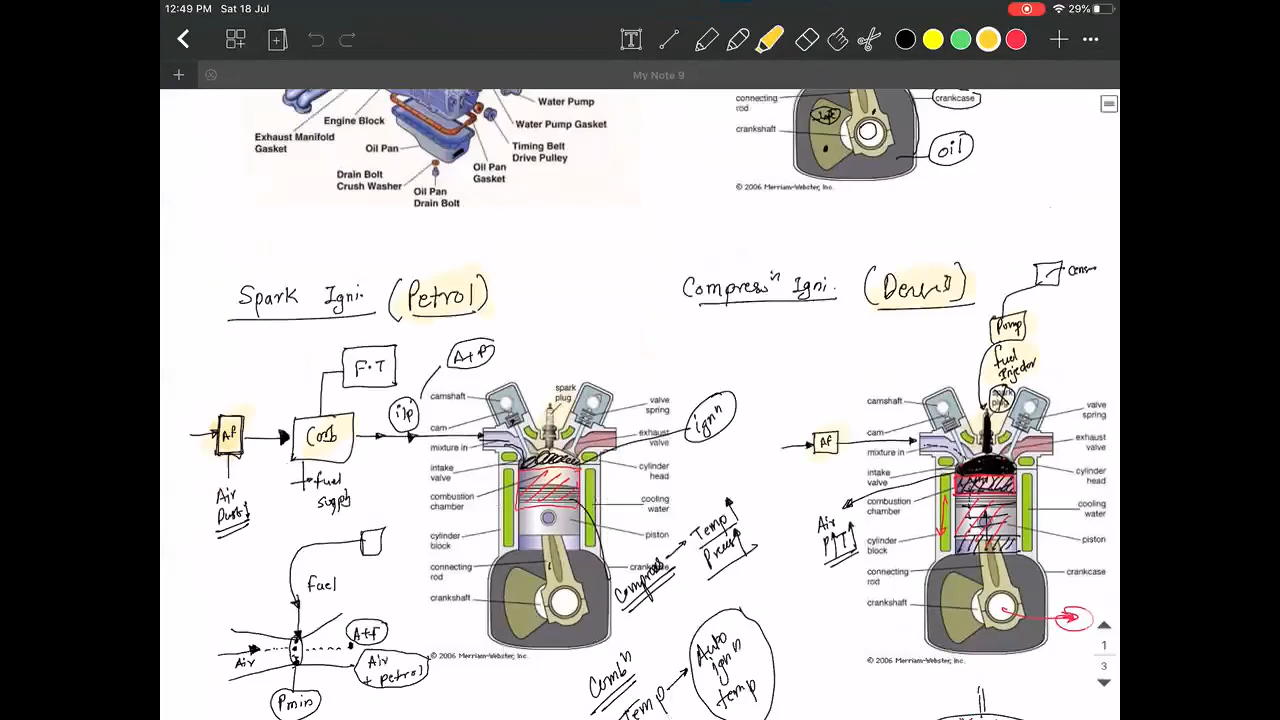 12:49 PM Sat 18 Jul
29%
My Note 9
Water Pump
Engine Block
Water Pump Gasket
Exhaust Manifold
Gasket
Oil Pan
Timing Belt
Drive Pulley
Oil Pan
Gasket
Drain Bolt
Crush Washer
Oil Pan
Drain Bolt
connecting
rod
crankcase
crankshaft
oil
© 2006 Merriam-Webster, Inc.
Spark Igni. (Petrol)
F.T
A+P
i/p
AF
Carb
fuel
supply
Air
Dust
camshaft
spark
plug
valve
spring
cam
mixture in
exhaust
valve
intake
valve
cylinder
head
combustion
chamber
cooling
water
cylinder
block
piston
connecting
rod
crankcase
crankshaft
© 2006 Merriam-Webster, Inc.
ignⁿ
Compress
Temp↑
Press↑
fuel
Air
A+f
Air
+ petrol
Pmin
Combⁿ
Temp
Auto
ignⁿ
temp
Compresⁿ Igni.
Pump
fuel
Injector
AF
camshaft
spark
plug
valve
spring
cam
mixture in
exhaust
valve
intake
valve
cylinder
head
combustion
chamber
cooling
water
Air
P↑T↑
cylinder
block
piston
connecting
rod
crankcase
crankshaft
© 2006 Merriam-Webster, Inc.
1
3